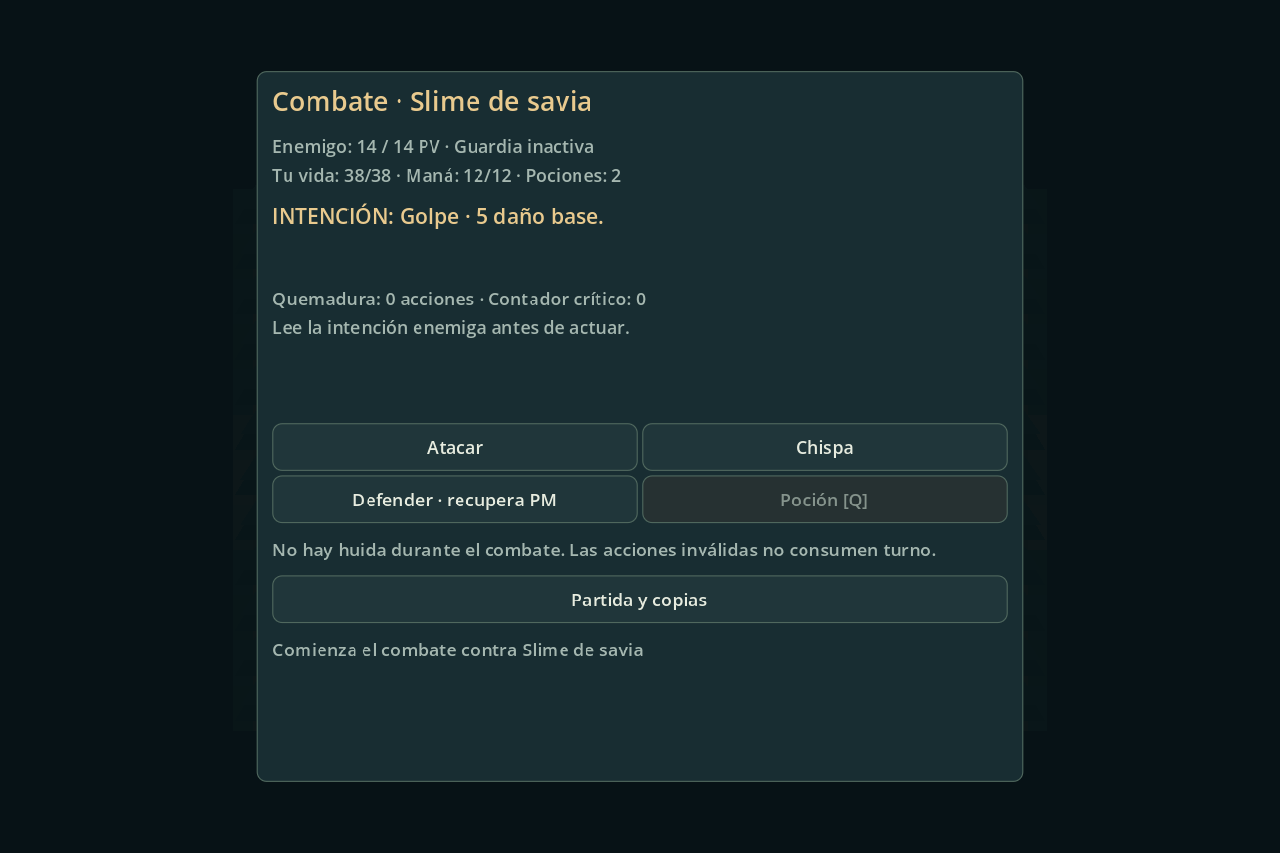 Combate · Slime de savia
Enemigo: 14 / 14 PV · Guardia inactiva
Tu vida: 38/38 · Maná: 12/12 · Pociones: 2
INTENCIÓN: Golpe · 5 daño base.
Quemadura: 0 acciones · Contador crítico: 0
Lee la intención enemiga antes de actuar.
Atacar
Chispa
Defender · recupera PM
Poción [Q]
No hay huida durante el combate. Las acciones inválidas no consumen turno.
Partida y copias
Comienza el combate contra Slime de savia